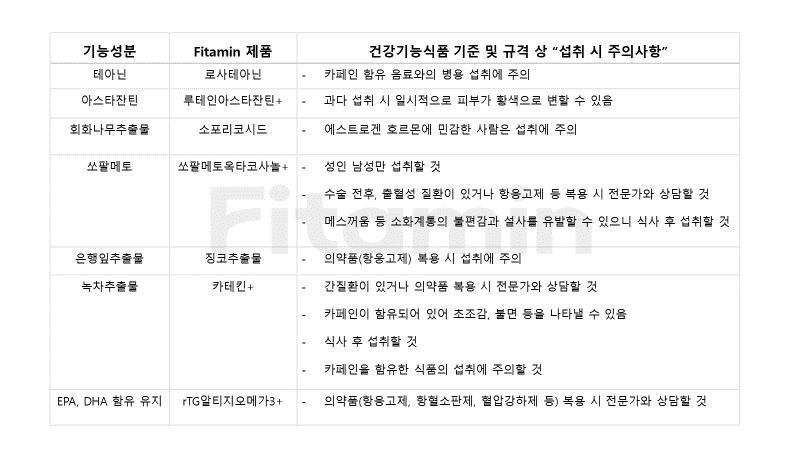 기능성분 Fitamin 제품 건강기능식품 기준 및 규격 상 “섭취 시 주의사항”
테아닌 로사테아닌 - 카페인 함유 음료와의 병용 섭취에 주의
아스타잔틴 루테인아스타잔틴+ - 과다 섭취 시 일시적으로 피부가 황색으로 변할 수 있음
회화나무추출물 소포리코시드 - 에스트로겐 호르몬에 민감한 사람은 섭취에 주의
쏘팔메토 쏘팔메토옥타코사놀+ - 성인 남성만 섭취할 것
- 수술 전후, 출혈성 질환이 있거나 항응고제 등 복용 시 전문가와 상담할 것
- 메스꺼움 등 소화계통의 불편감과 설사를 유발할 수 있으니 식사 후 섭취할 것
Fitamin
은행잎추출물 징코추출물 - 의약품(항응고제) 복용 시 섭취에 주의
녹차추출물 카테킨+ - 간질환이 있거나 의약품 복용 시 전문가와 상담할 것
- 카페인이 함유되어 있어 초조감, 불면 등을 나타낼 수 있음
- 식사 후 섭취할 것
- 카페인을 함유한 식품의 섭취에 주의할 것
EPA, DHA 함유 유지 rTG알티지오메가3+ - 의약품(항응고제, 항혈소판제, 혈압강하제 등) 복용 시 전문가와 상담할 것